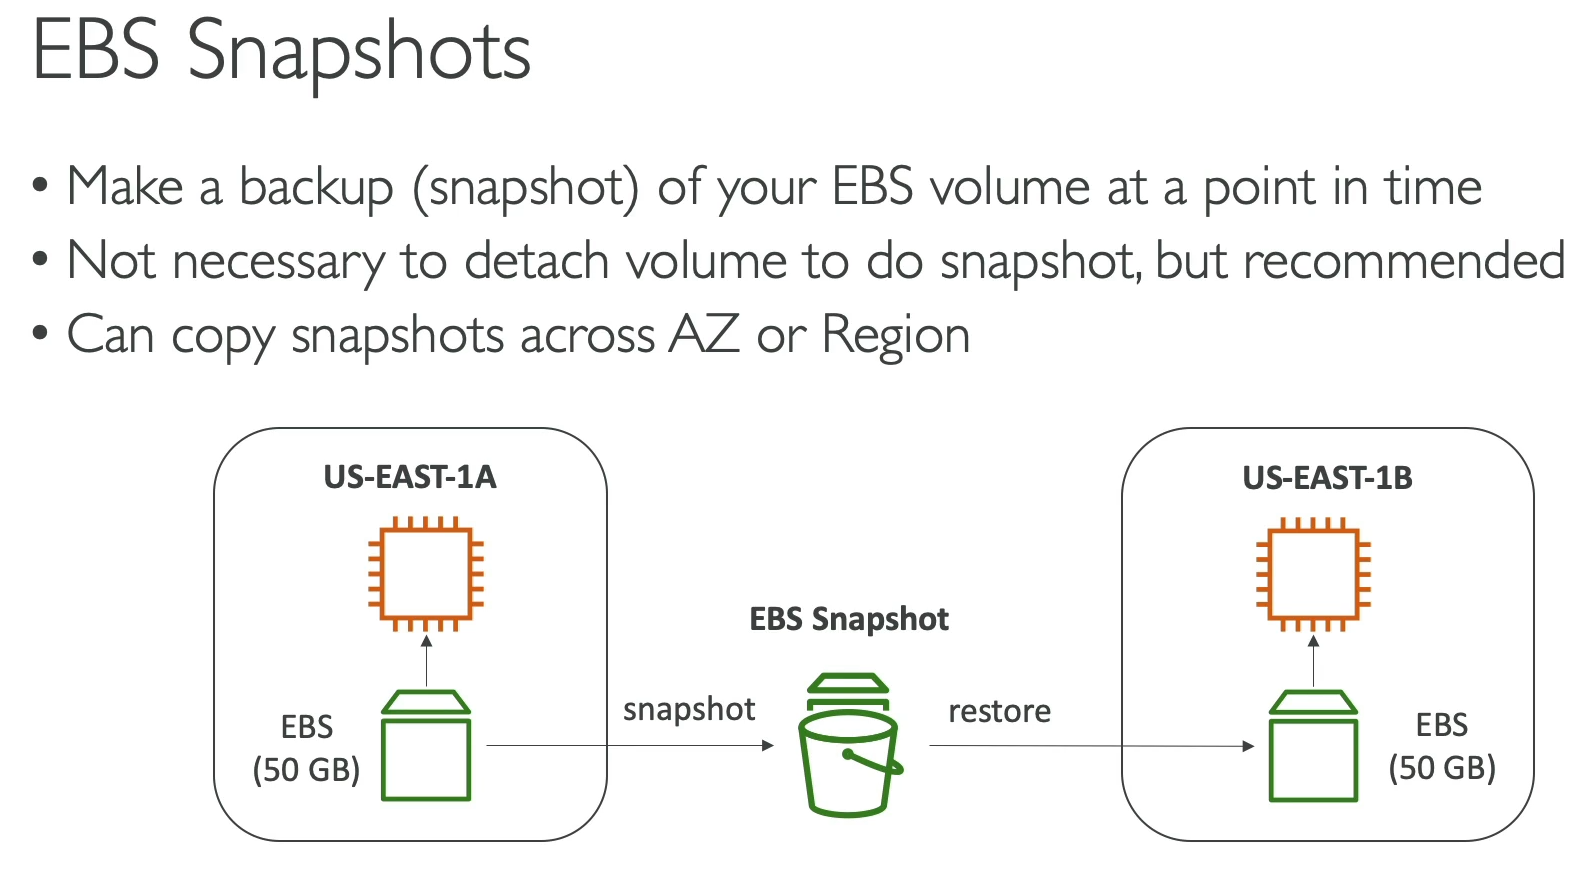 EBS Snapshots
• Make a backup (snapshot) of your EBS volume at a point in time
• Not necessary to detach volume to do snapshot, but recommended
• Can copy snapshots across AZ or Region
US-EAST-1A
US-EAST-1B
EBS Snapshot
snapshot
restore
EBS
(50 GB)
EBS
(50 GB)